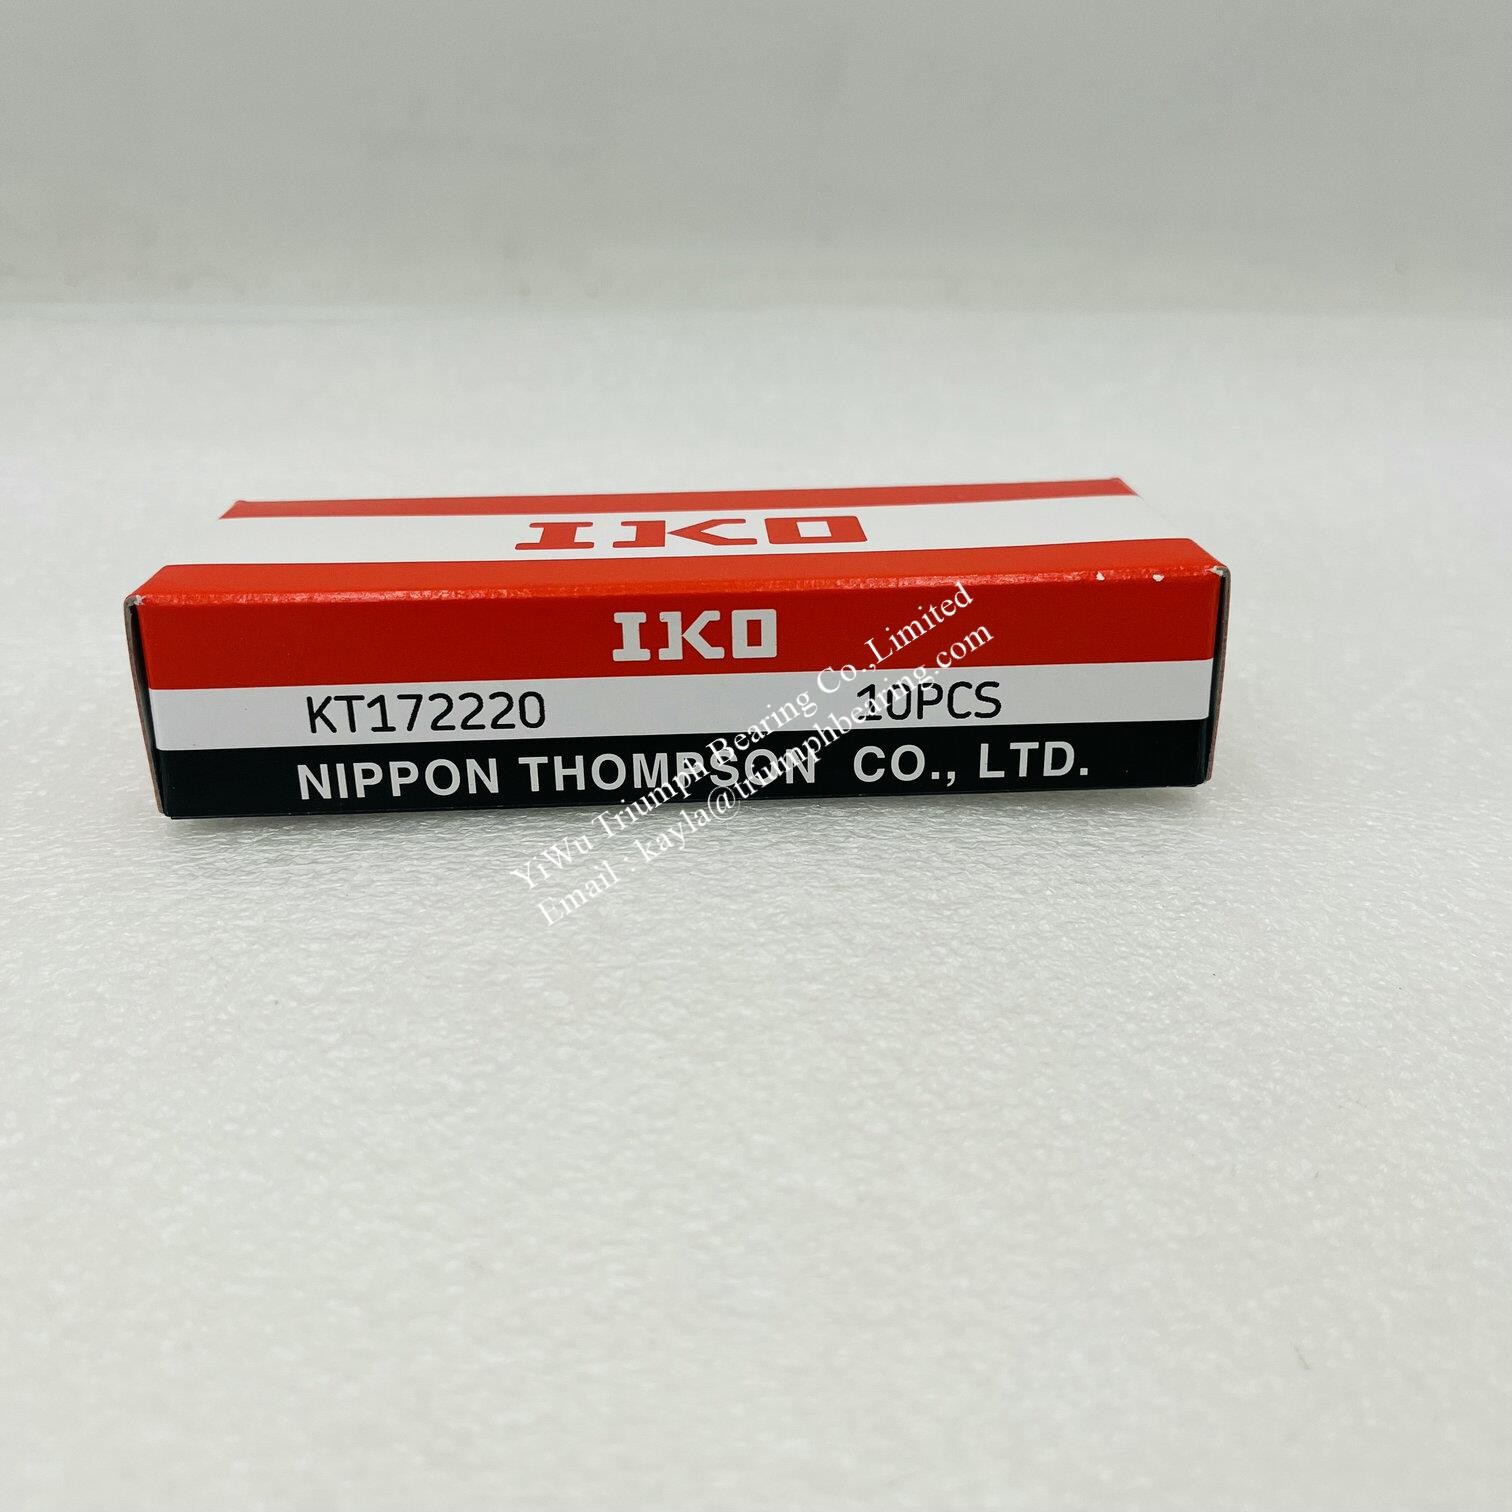 IKO
IKO
KT172220 10PCS
NIPPON THOMPSON CO., LTD.
YiWu Triumph Bearing Co.,Limited
Email : kayla@triumphbearing.com